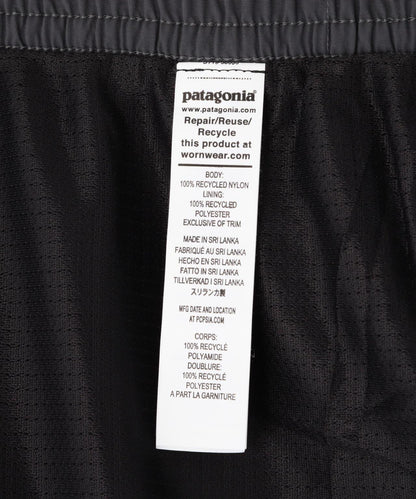 patagonia®
www.patagonia.com
Repair/Reuse/
Recycle
this product at
wornwear.com
BODY:
100% RECYCLED NYLON
LINING:
100% RECYCLED
POLYESTER
EXCLUSIVE OF TRIM
MADE IN SRI LANKA
FABRIQUÉ AU SRI LANKA
HECHO EN SRI LANKA
FATTO IN SRI LANKA
TILLVERKAD I SRI LANKA
スリランカ製
MFG DATE AND LOCATION
AT PCPSIA.COM
CORPS:
100% RECYCLÉ
POLYAMIDE
DOUBLURE:
100% RECYCLÉ
POLYESTER
A PART LA GARNITURE